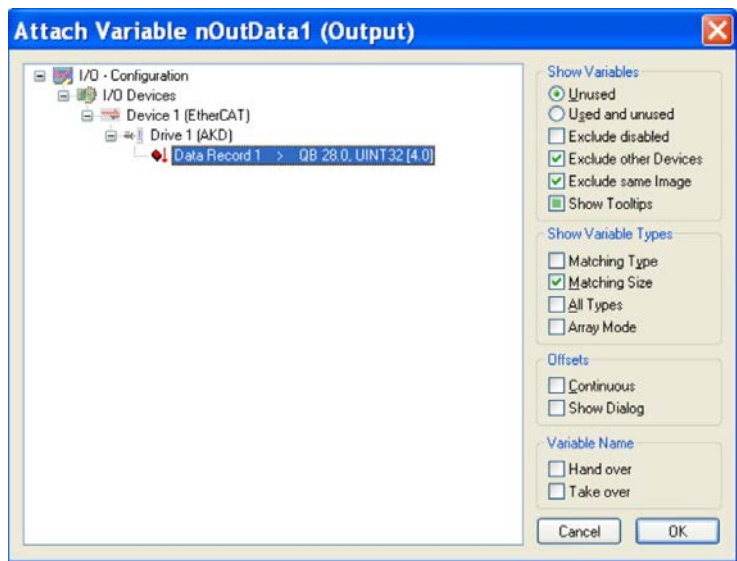 Attach Variable nOutData1 (Output)
I/O - Configuration
I/O Devices
Device 1 (EtherCAT)
Drive 1 (AKD)
Data Record 1 > QB 28.0, UINT32 [4.0]
Show Variables
Unused
Used and unused
Exclude disabled
Exclude other Devices
Exclude same Image
Show Tooltips
Show Variable Types
Matching Type
Matching Size
All Types
Array Mode
Offsets
Continuous
Show Dialog
Variable Name
Hand over
Take over
Cancel
OK